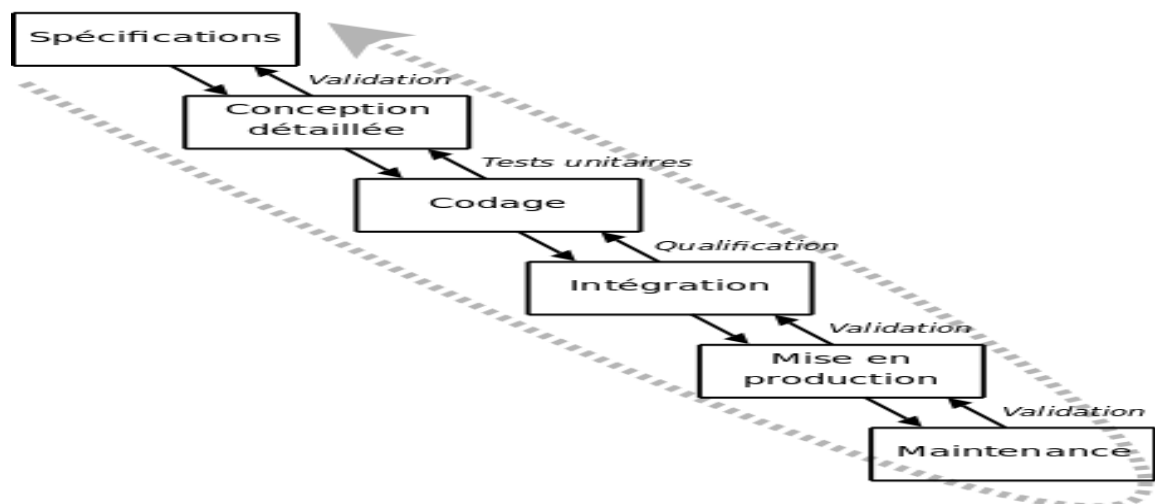 Spécifications
Validation
Conception
détaillée
Tests unitaires
Codage
Qualification
Intégration
Validation
Mise en
production
Validation
Maintenance